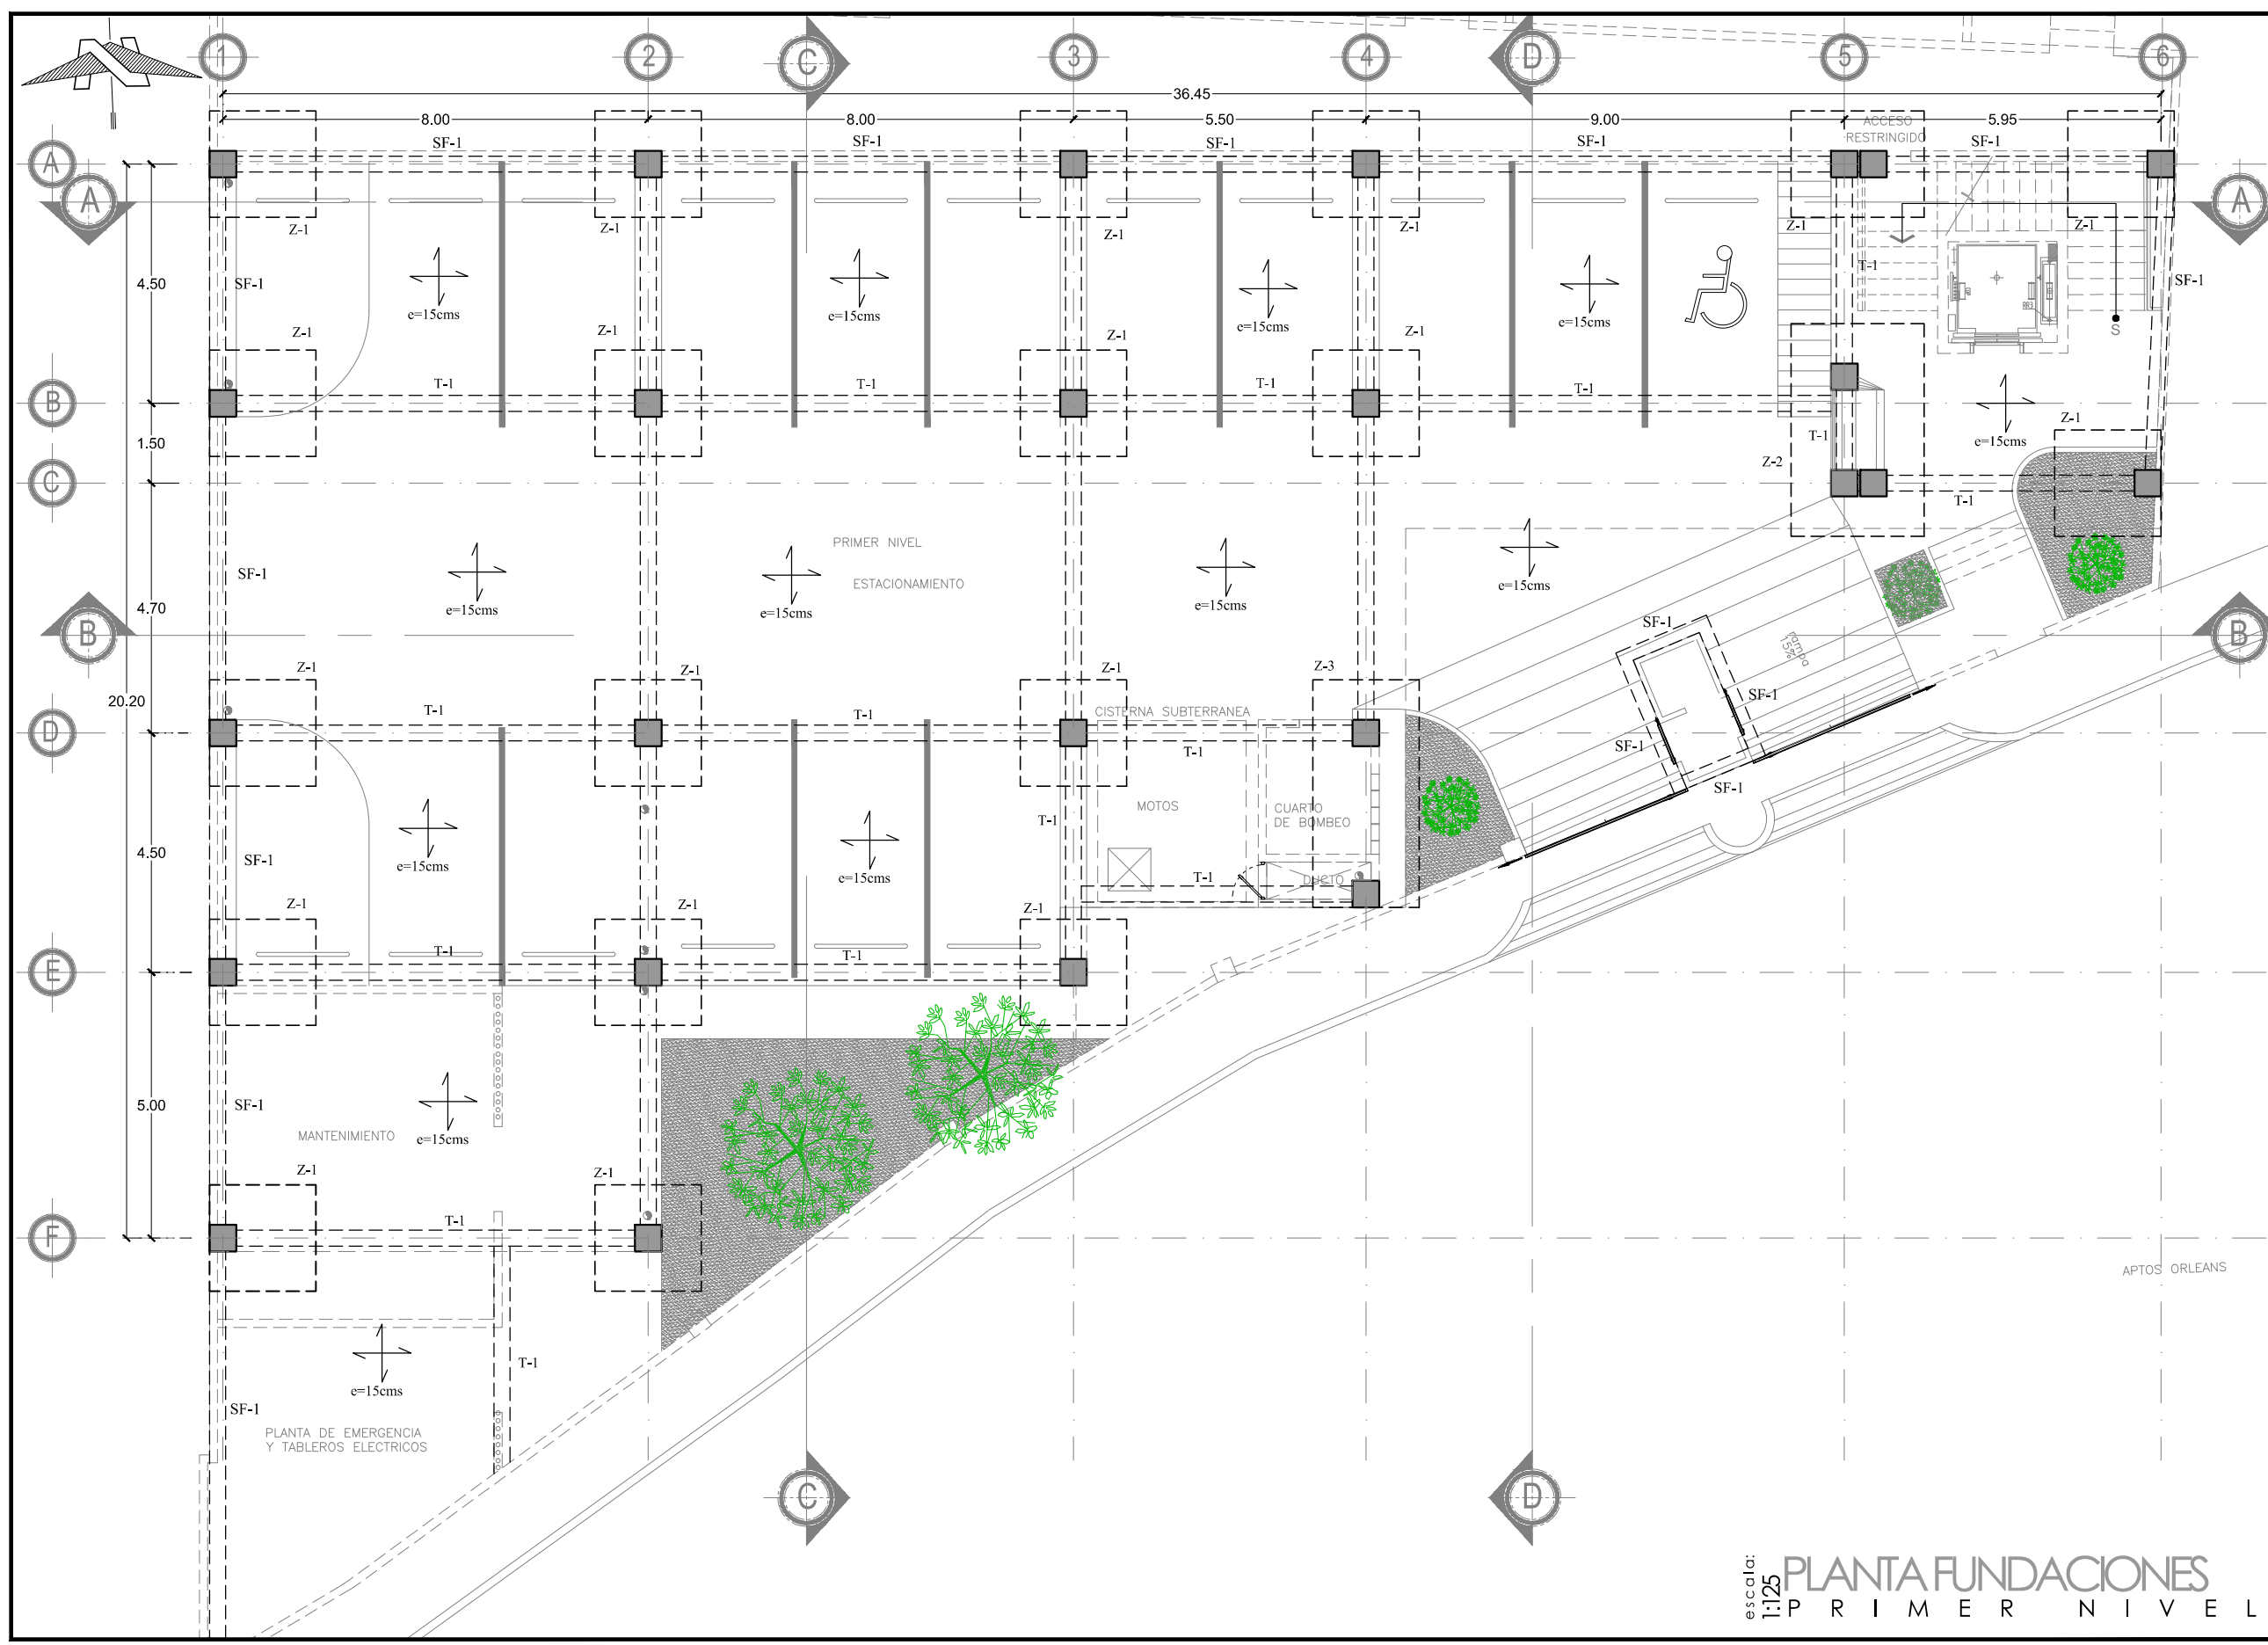 1 2 C 3 4 D 5 6
36.45
8.00 8.00 5.50 9.00 5.95
ACCESO
RESTRINGIDO
SF-1 SF-1 SF-1 SF-1 SF-1
A
A A
Z-1 Z-1 Z-1 Z-1 Z-1 Z-1
4.50 SF-1 T-1 SF-1
e=15cms e=15cms e=15cms e=15cms
S
Z-1 Z-1 Z-1 Z-1
T-1 T-1 T-1 T-1
B
Z-1
1.50 T-1 e=15cms
Z-2
C
T-1
PRIMER NIVEL
ESTACIONAMIENTO
SF-1
e=15cms e=15cms e=15cms e=15cms
4.70
SF-1
B B
rampa
15%
Z-1 Z-1 Z-1 Z-3
20.20
SF-1
T-1 T-1
CISTERNA SUBTERRANEA
D
T-1
SF-1
SF-1
MOTOS
CUARTO
DE BOMBEO
T-1
4.50 SF-1
e=15cms e=15cms
T-1 DUCTO
Z-1 Z-1 Z-1
T-1 T-1
E
5.00 SF-1
MANTENIMIENTO e=15cms
Z-1 Z-1
T-1
F
APTOS ORLEANS
T-1
e=15cms
SF-1
PLANTA DE EMERGENCIA
Y TABLEROS ELECTRICOS
C D
escala:
1:125
PLANTA FUNDACIONES
PRIMER NIVEL